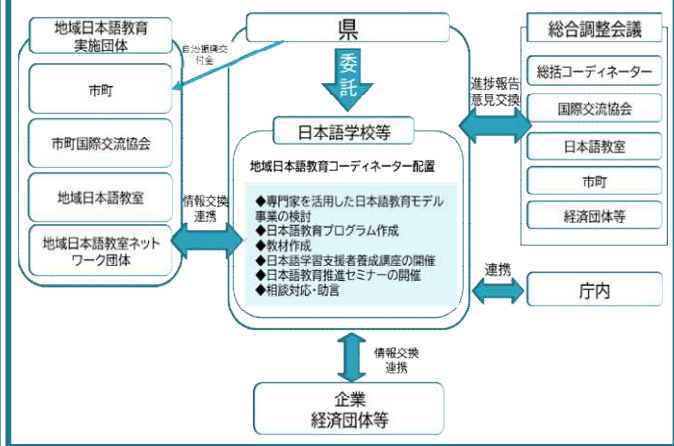 地域日本語教育
実施団体
市町
市町国際交流協会
地域日本語教室
地域日本語教室ネット
ワーク団体
自治振興交
付金
情報交換
連携
県
委託
日本語学校等
地域日本語教育コーディネーター配置
◆専門家を活用した日本語教育モデル
事業の検討
◆日本語教育プログラム作成
◆教材作成
◆日本語学習支援者養成講座の開催
◆日本語教育推進セミナーの開催
◆相談対応・助言
情報交換
連携
企業
経済団体等
進捗報告
意見交換
総合調整会議
総括コーディネーター
国際交流協会
日本語教室
市町
経済団体等
連携
庁内